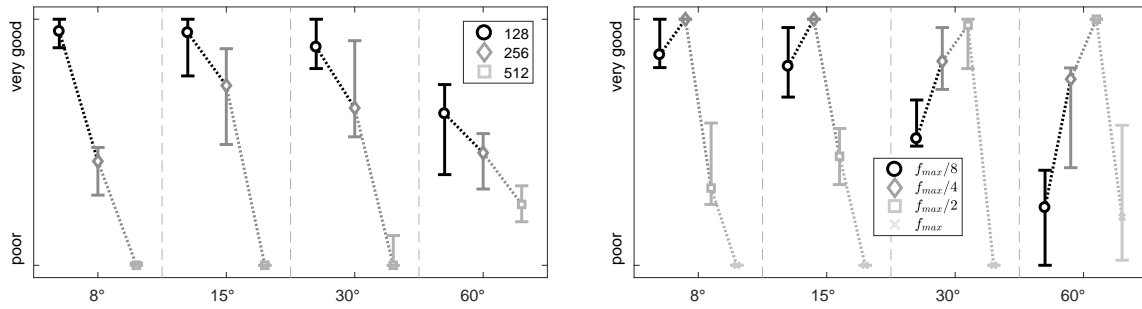 very good
poor
128
256
512
8°
15°
30°
60°
very good
poor
f_max/8
f_max/4
f_max/2
f_max
8°
15°
30°
60°